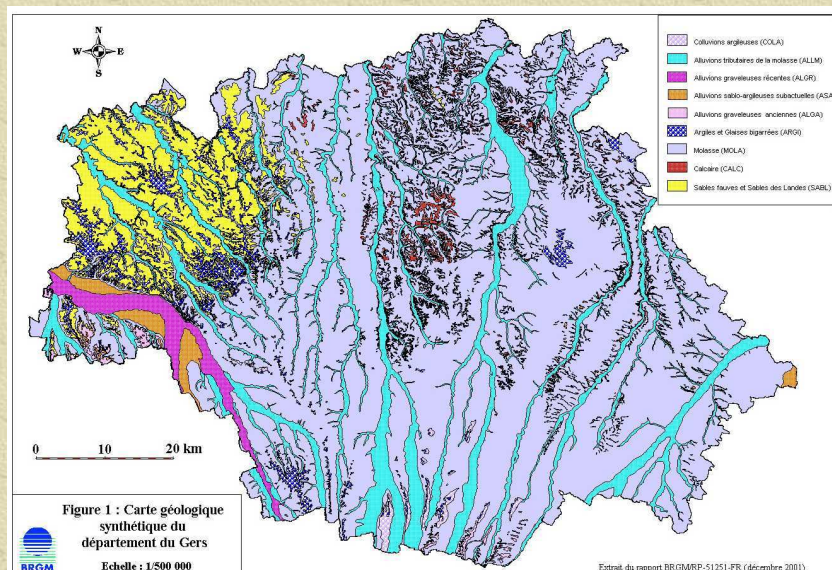 N
W E
S
Colluvions argileuses (COLA)
Alluvions tributaires de la molasse (ALLM)
Alluvions graveleuses récentes (ALGR)
Alluvions sablo-argileuses subactuelles (ASA
Alluvions graveleuses anciennes (ALGA)
Argiles et Glaises bigarrées (ARGI)
Molasse (MOLA)
Calcaire (CALC)
Sables fauves et Sables des Landes (SABL)
0 10 20 km
Figure 1 : Carte géologique
synthétique du
département du Gers
Echelle : 1/500 000
BRGM
Extrait du rapport BRGM/RP-51251-FR (décembre 2001)